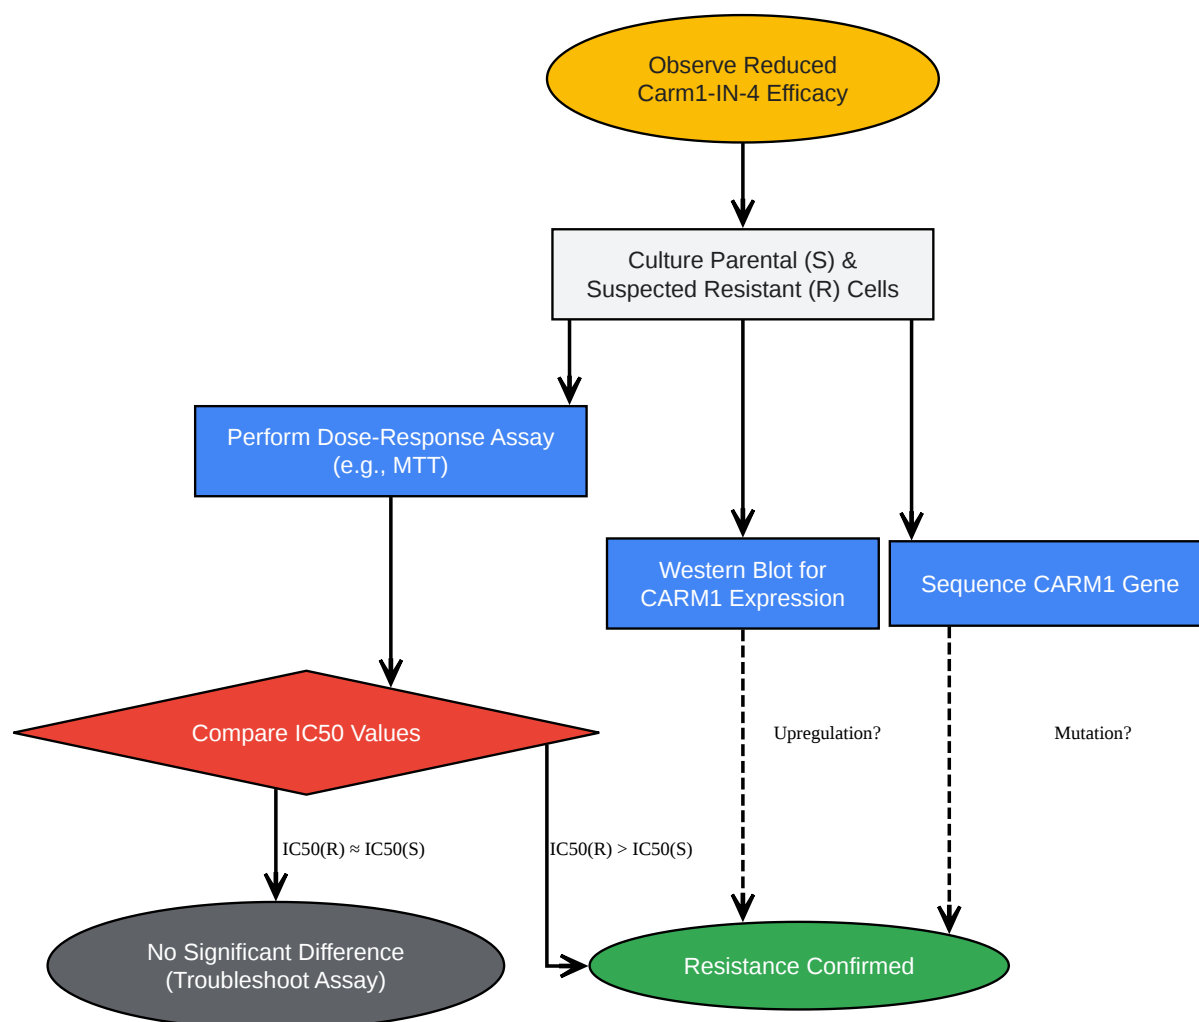 Observe Reduced
Carm1-IN-4 Efficacy
Culture Parental (S) &
Suspected Resistant (R) Cells
Perform Dose-Response Assay
(e.g., MTT)
Western Blot for
CARM1 Expression
Sequence CARM1 Gene
Compare IC50 Values
Upregulation?
Mutation?
IC50(R) ≈ IC50(S)
IC50(R) > IC50(S)
No Significant Difference
(Troubleshoot Assay)
Resistance Confirmed